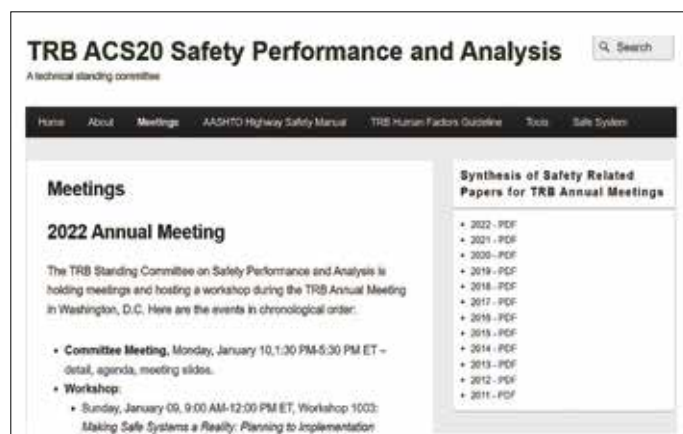 TRB ACS20 Safety Performance and Analysis
Search
A technical standing committee
Home About Meetings AASHTO Highway Safety Manual TRB Human Factors Guideline Tools Safe System
Meetings
2022 Annual Meeting
The TRB Standing Committee on Safety Performance and Analysis is
holding meetings and hosting a workshop during the TRB Annual Meeting
in Washington, D.C. Here are the events in chronological order:
• Committee Meeting, Monday, January 10,1:30 PM-5:30 PM ET –
detail, agenda, meeting slides.
• Workshop:
• Sunday, January 09, 9:00 AM-12:00 PM ET, Workshop 1003:
Making Safe Systems a Reality: Planning to Implementation
Synthesis of Safety Related
Papers for TRB Annual Meetings
• 2022 - PDF
• 2021 - PDF
• 2020 - PDF
• 2019 - PDF
• 2018 - PDF
• 2017 - PDF
• 2016 - PDF
• 2015 - PDF
• 2014 - PDF
• 2013 - PDF
• 2012 - PDF
• 2011 - PDF